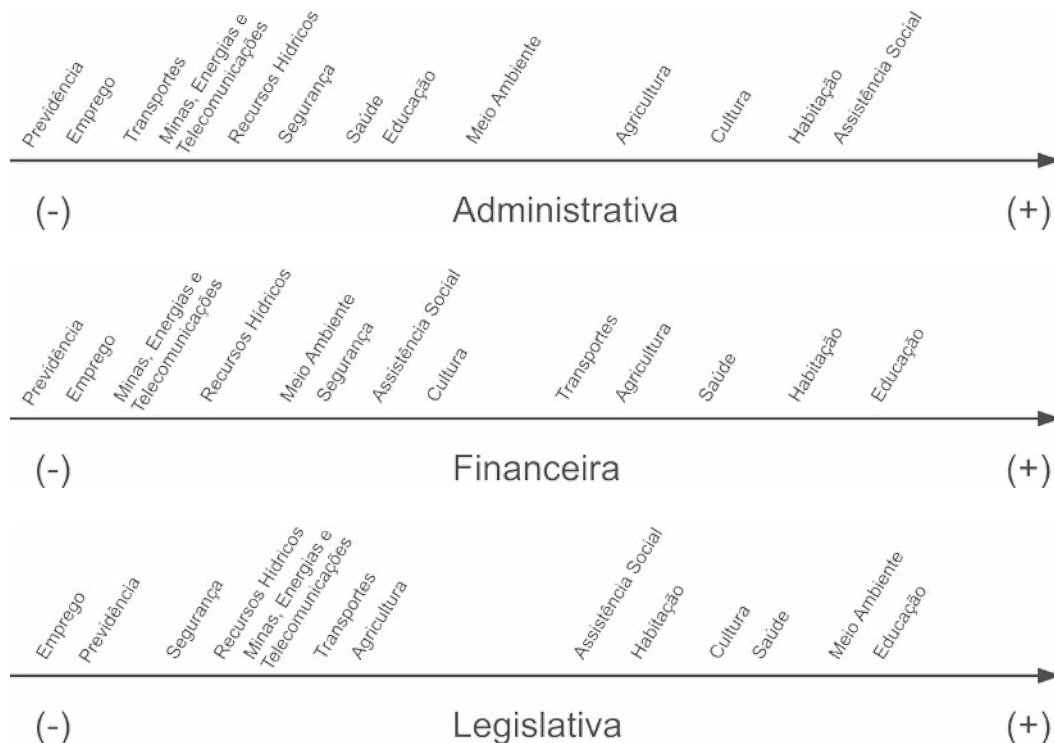 Previdência
Emprego
Transportes
Minas, Energias e
Telecomunicações
Recursos Hídricos
Segurança
Saúde
Educação
Meio Ambiente
Agricultura
Cultura
Habitação
Assistência Social
(-) Administrativa (+)
Previdência
Emprego
Minas, Energias e
Telecomunicações
Recursos Hídricos
Meio Ambiente
Segurança
Assistência Social
Cultura
Transportes
Agricultura
Saúde
Habitação
Educação
(-) Financeira (+)
Emprego
Previdência
Segurança
Recursos Hídricos
Minas, Energias e
Telecomunicações
Transportes
Agricultura
Assistência Social
Habitação
Cultura
Saúde
Meio Ambiente
Educação
(-) Legislativa (+)